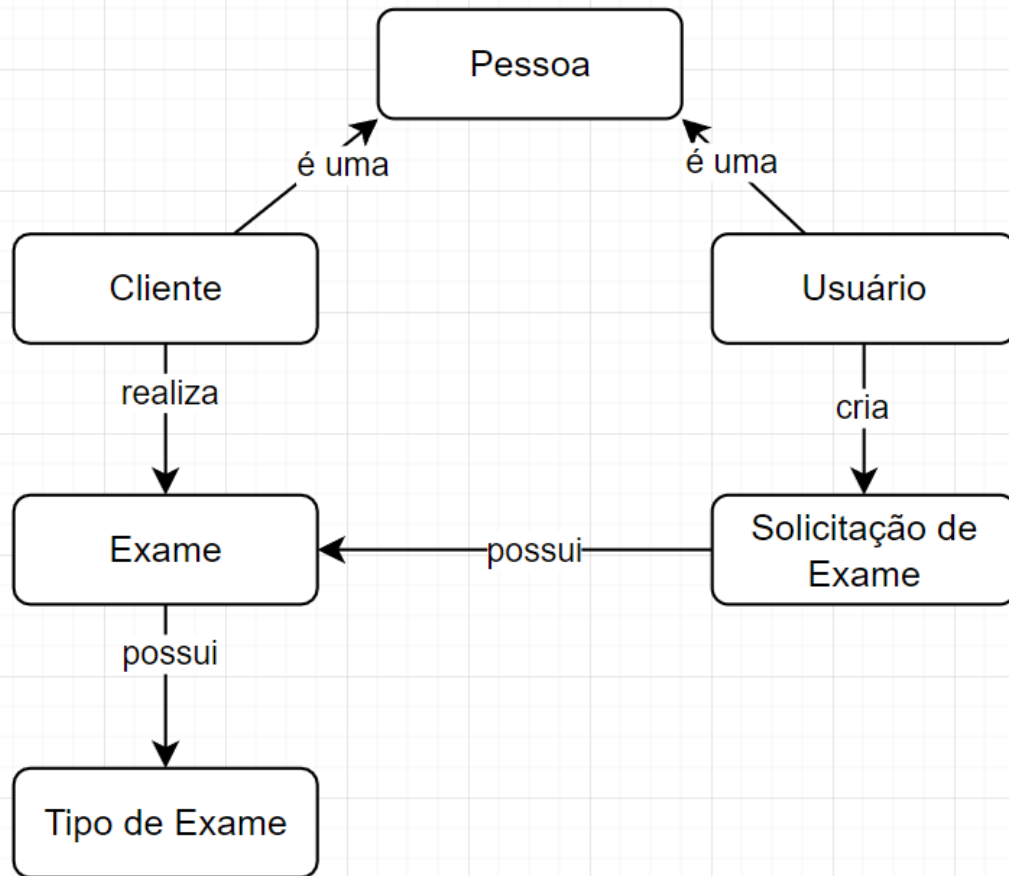 Pessoa
é uma
é uma
Cliente
Usuário
realiza
cria
Exame
possui
Solicitação de
Exame
possui
Tipo de Exame